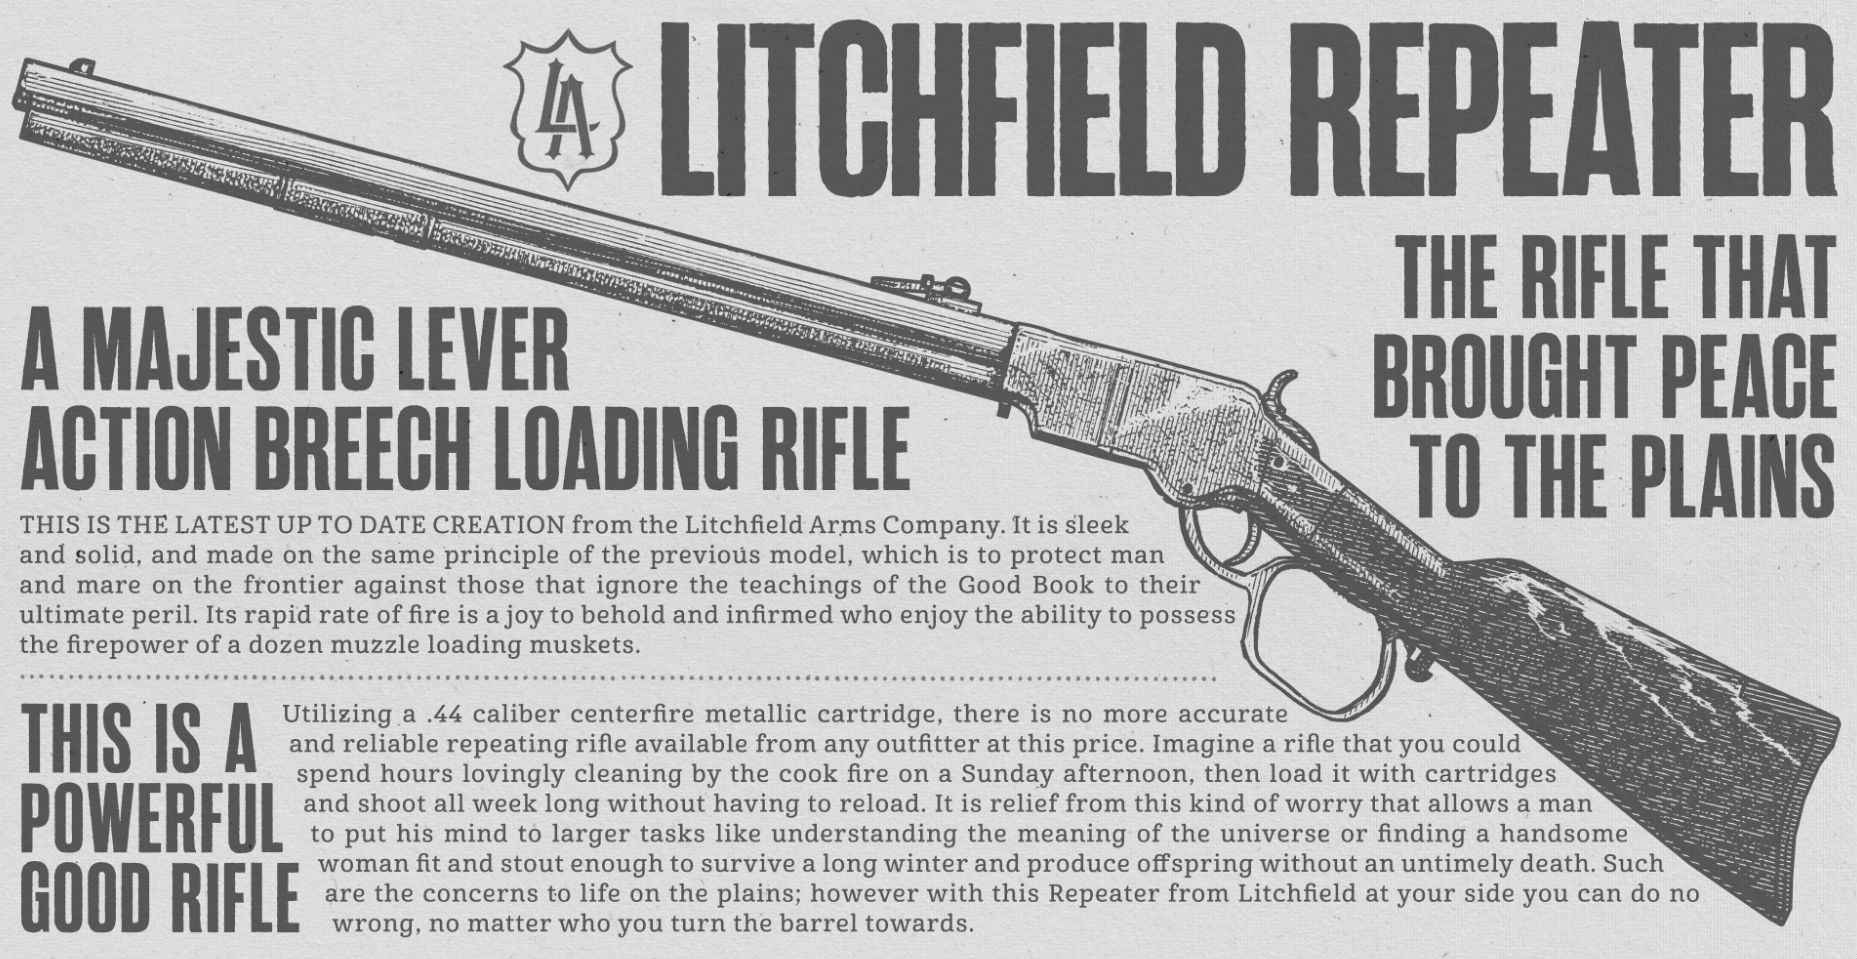 LA
LITCHFIELD REPEATER
THE RIFLE THAT
BROUGHT PEACE
TO THE PLAINS
A MAJESTIC LEVER
ACTION BREECH LOADING RIFLE
THIS IS THE LATEST UP TO DATE CREATION from the Litchfield Arms Company. It is sleek
and solid, and made on the same principle of the previous model, which is to protect man
and mare on the frontier against those that ignore the teachings of the Good Book to their
ultimate peril. Its rapid rate of fire is a joy to behold and infirmed who enjoy the ability to possess
the firepower of a dozen muzzle loading muskets.
THIS IS A
POWERFUL
GOOD RIFLE
Utilizing a .44 caliber centerfire metallic cartridge, there is no more accurate
and reliable repeating rifle available from any outfitter at this price. Imagine a rifle that you could
spend hours lovingly cleaning by the cook fire on a Sunday afternoon, then load it with cartridges
and shoot all week long without having to reload. It is relief from this kind of worry that allows a man
to put his mind to larger tasks like understanding the meaning of the universe or finding a handsome
woman fit and stout enough to survive a long winter and produce offspring without an untimely death. Such
are the concerns to life on the plains; however with this Repeater from Litchfield at your side you can do no
wrong, no matter who you turn the barrel towards.